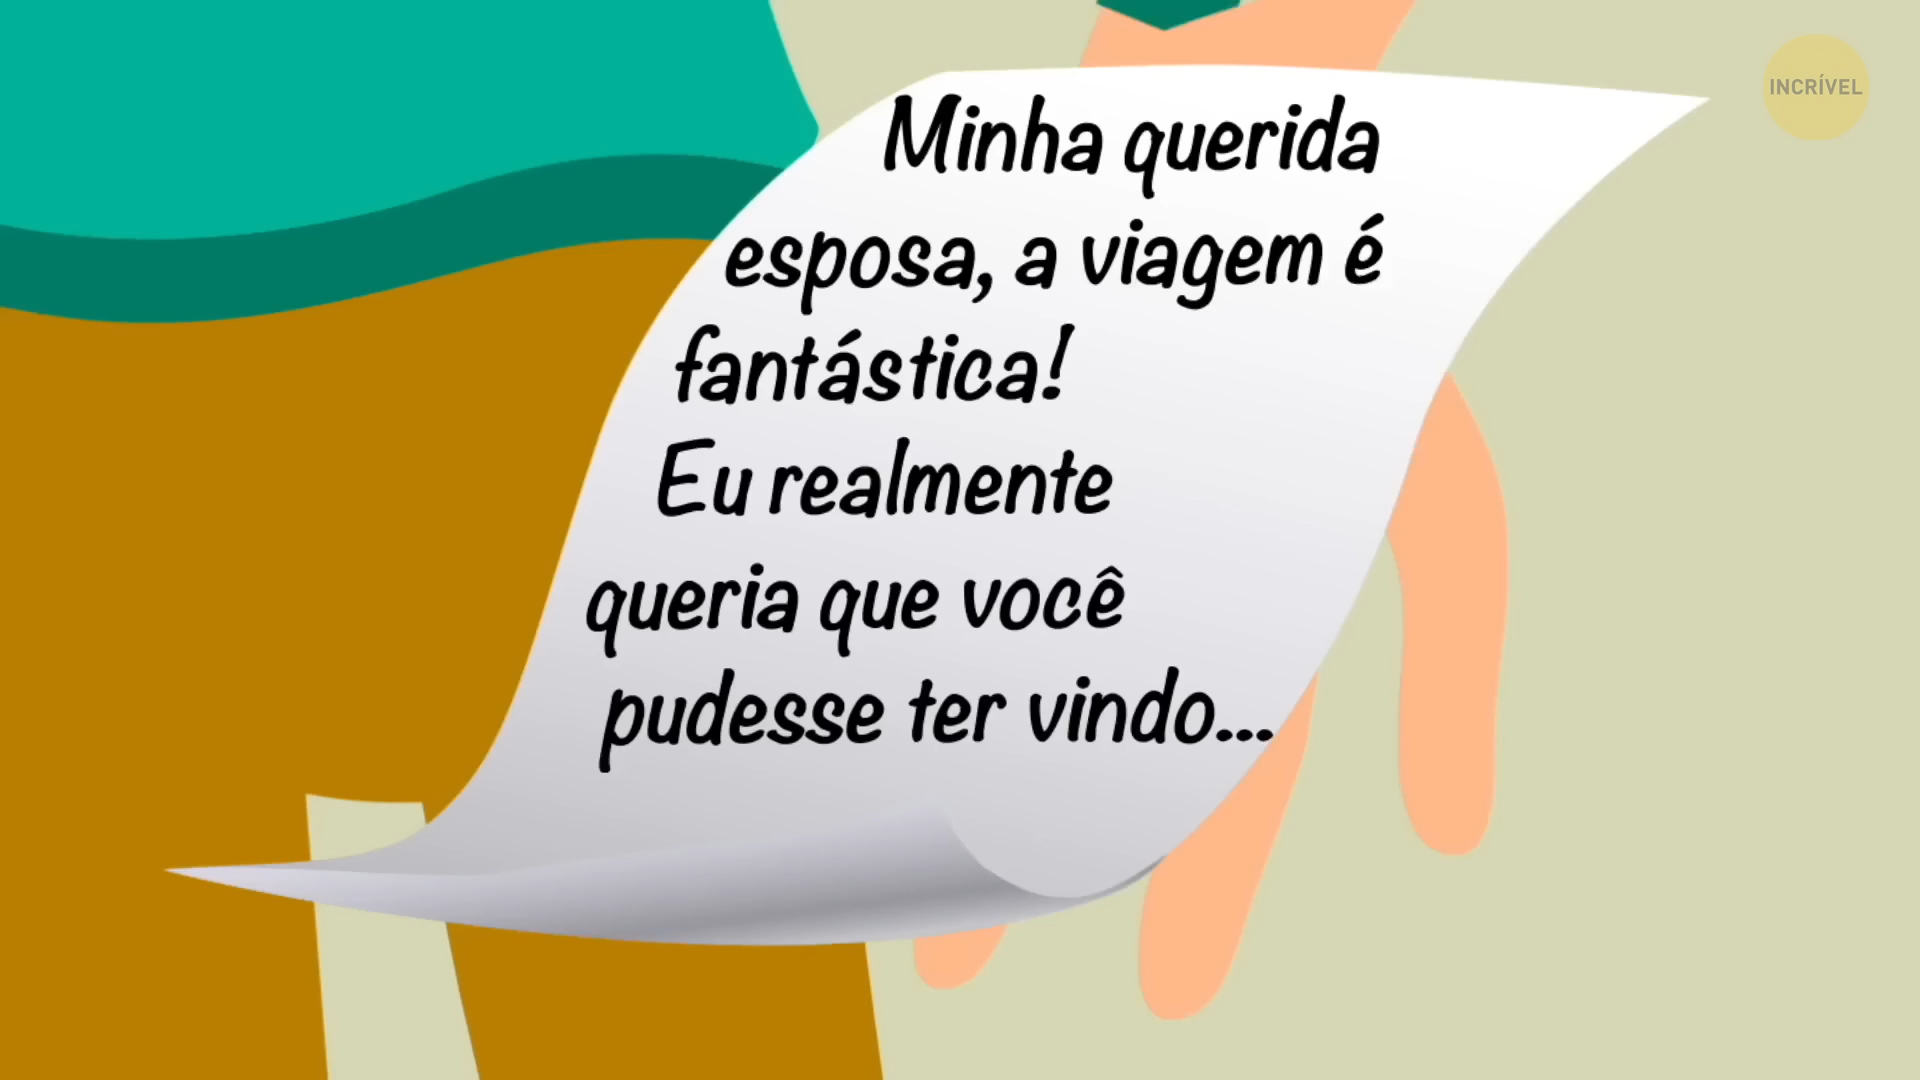 INCRÍVEL
Minha querida
esposa, a viagem é
fantástica!
Eu realmente
queria que você
pudesse ter vindo...